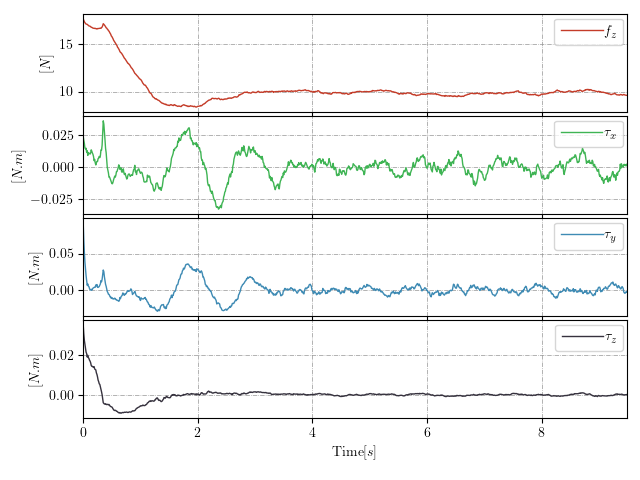 [N]
15
10
f_z
[N.m]
0.025
0.000
−0.025
τ_x
[N.m]
0.05
0.00
τ_y
[N.m]
0.02
0.00
τ_z
0 2 4 6 8
Time[s]